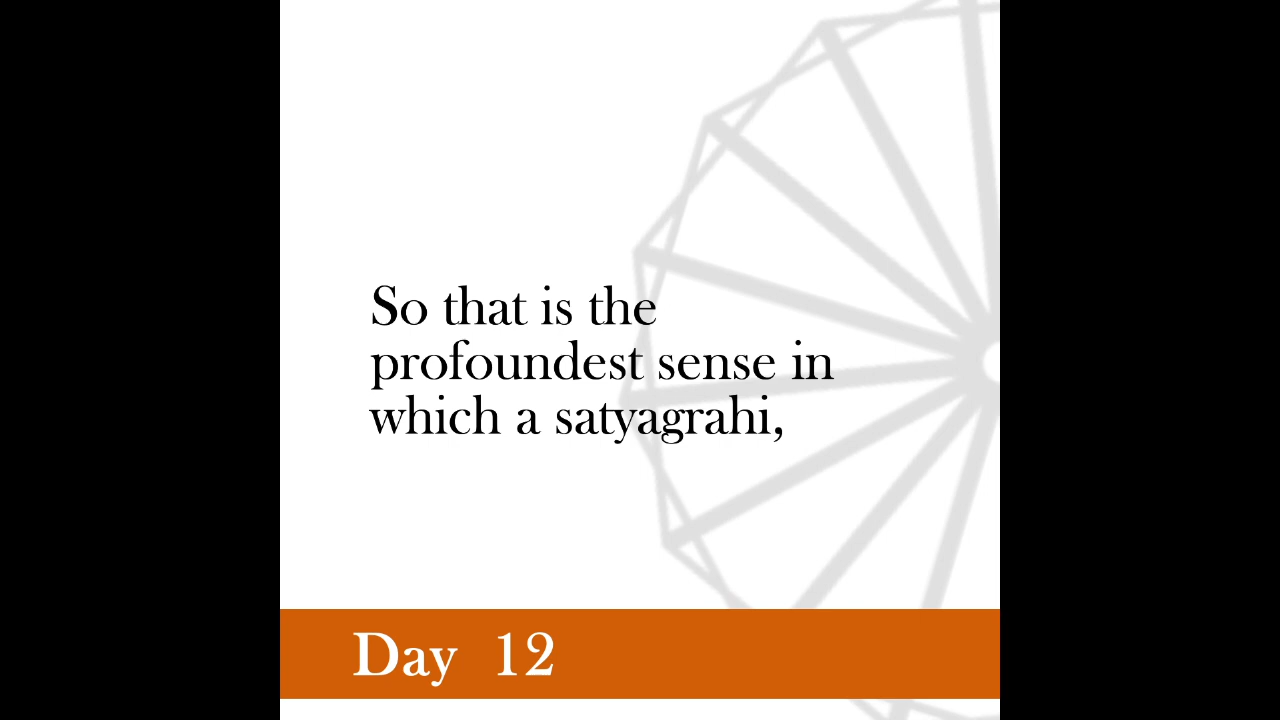 So that is the
profoundest sense in
which a satyagrahi,
Day 12